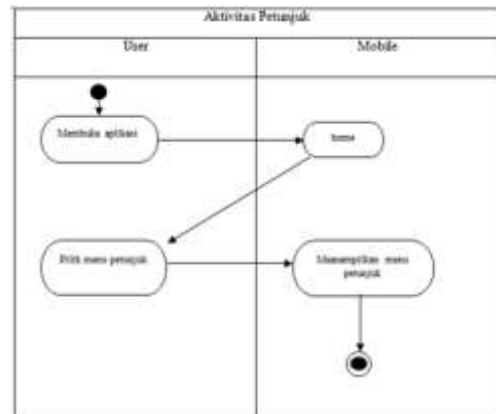 Aktivitas Petunjuk
User
Mobile
Membuka aplikasi
home
Pilih menu petunjuk
Menampilkan menu
petunjuk